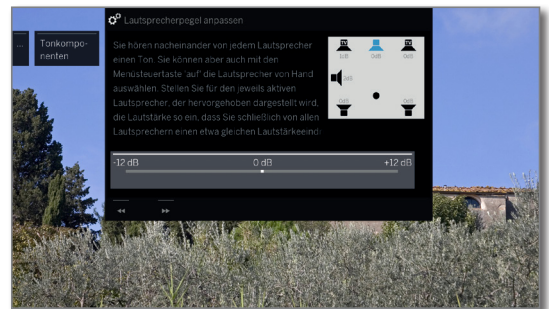 Lautsprecherpegel anpassen
...
Tonkompo-
nenten
Sie hören nacheinander von jedem Lautsprecher
einen Ton. Sie können aber auch mit den
Menüsteuertaste 'auf' die Lautsprecher von Hand
auswählen. Stellen Sie für den jeweils aktiven
Lautsprecher, der hervorgehoben dargestellt wird,
die Lautstärke so ein, dass Sie schließlich von allen
Lautsprechern einen etwa gleichen Lautstärkeeind
TV TV
0dB 0dB
0dB
0dB 0dB
-12 dB 0 dB +12 dB